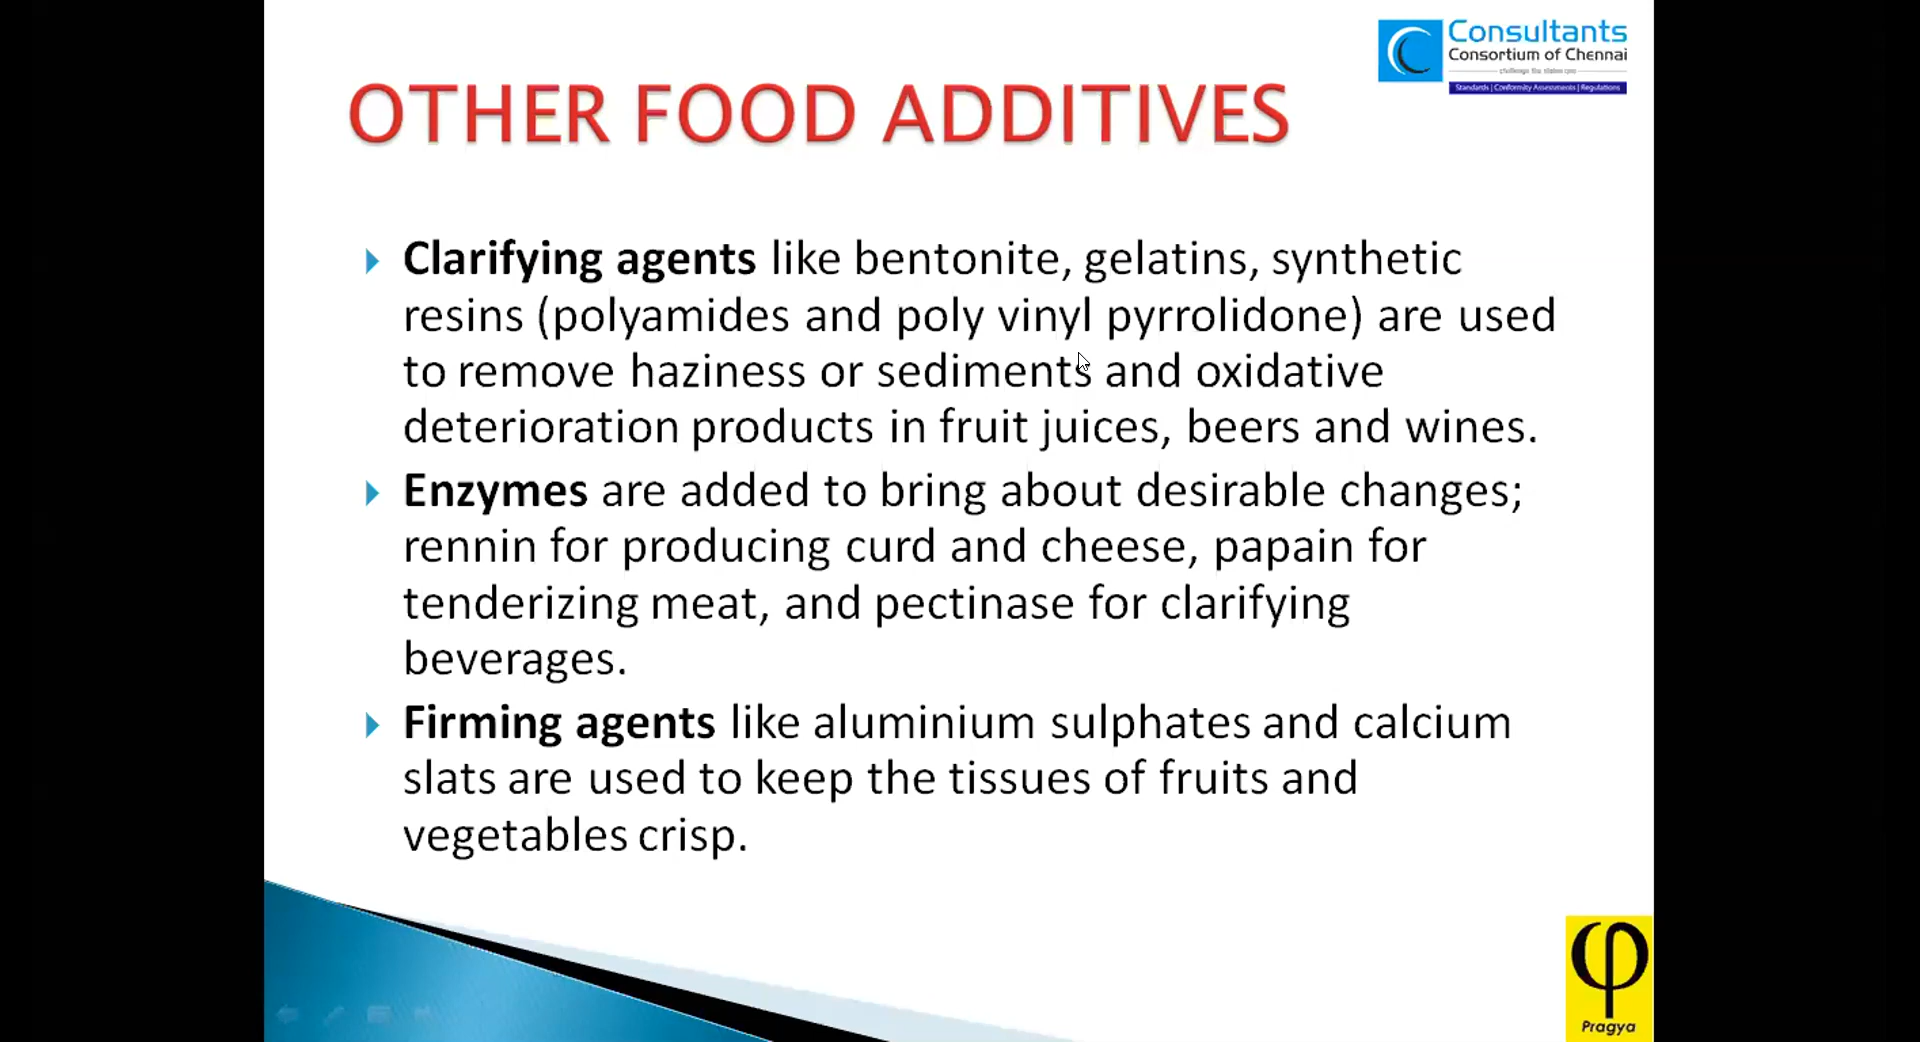 Consultants
Consortium of Chennai
Standards | Conformity Assessments | Regulations
OTHER FOOD ADDITIVES
Clarifying agents like bentonite, gelatins, synthetic
resins (polyamides and poly vinyl pyrrolidone) are used
to remove haziness or sediments and oxidative
deterioration products in fruit juices, beers and wines.
Enzymes are added to bring about desirable changes;
rennin for producing curd and cheese, papain for
tenderizing meat, and pectinase for clarifying
beverages.
Firming agents like aluminium sulphates and calcium
slats are used to keep the tissues of fruits and
vegetables crisp.
φ
Pragya